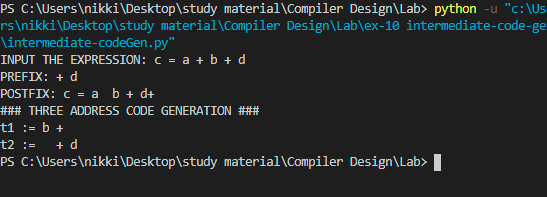 PS C:\Users\nikki\Desktop\study material\Compiler Design\Lab> python -u "c:\Us
rs\nikki\Desktop\study material\Compiler Design\Lab\ex-10 intermediate-code-ge
\intermediate-codeGen.py"
INPUT THE EXPRESSION: c = a + b + d
PREFIX: + d
POSTFIX: c = a  b + d+
### THREE ADDRESS CODE GENERATION ###
t1 := b +
t2 :=   + d
PS C:\Users\nikki\Desktop\study material\Compiler Design\Lab>